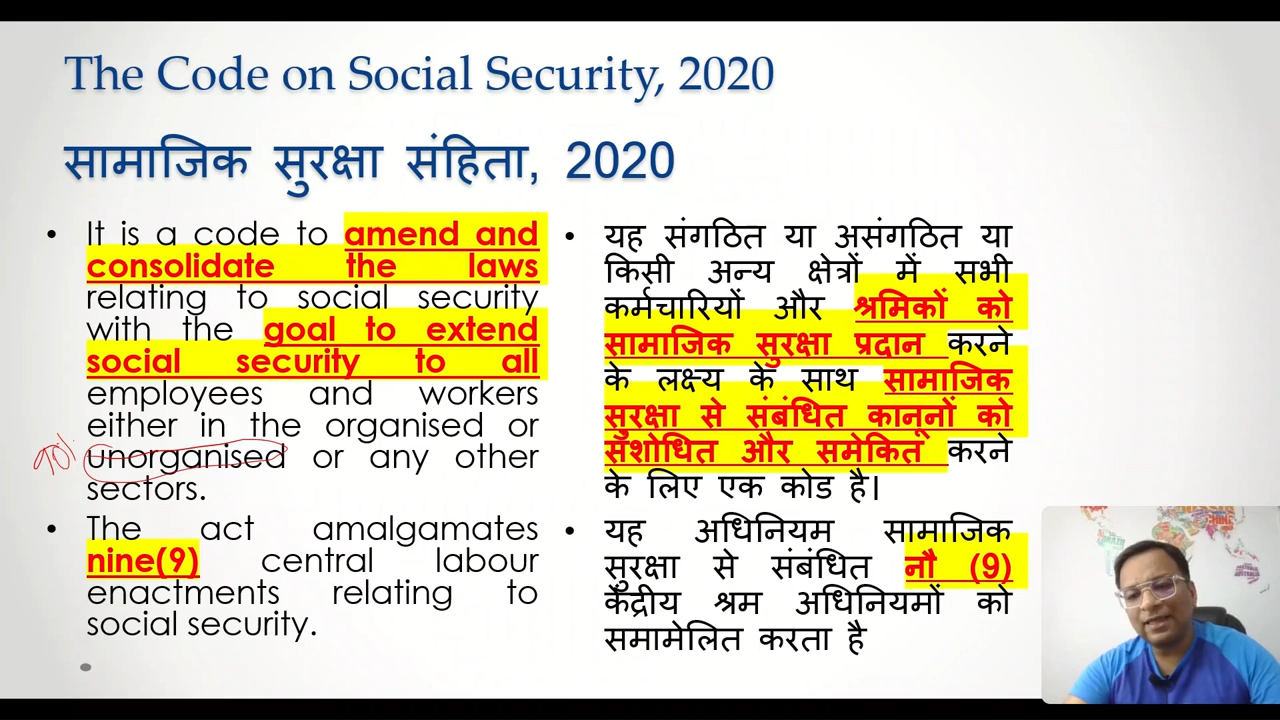 The Code on Social Security, 2020
सामाजिक सुरक्षा संहिता, 2020
• It is a code to amend and
consolidate the laws
relating to social security
with the goal to extend
social security to all
employees and workers
either in the organised or
90% unorganised or any other
sectors.
• The act amalgamates
nine(9) central labour
enactments relating to
social security.
• यह संगठित या असंगठित या
किसी अन्य क्षेत्रों में सभी
कर्मचारियों और श्रमिकों को
सामाजिक सुरक्षा प्रदान करने
के लक्ष्य के साथ सामाजिक
सुरक्षा से संबंधित कानूनों को
संशोधित और समेकित करने
के लिए एक कोड है।
• यह अधिनियम सामाजिक
सुरक्षा से संबंधित नौ (9)
केंद्रीय श्रम अधिनियमों को
समामेलित करता है